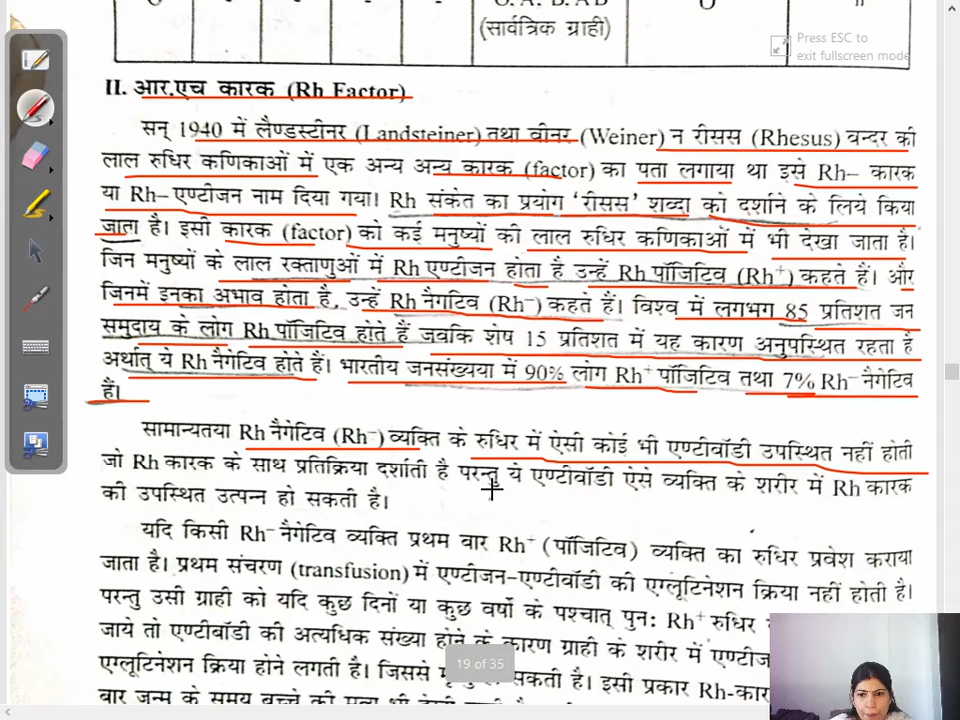 O. A. B. AB
(सार्वत्रिक ग्राही)
O
Press ESC to
exit fullscreen mode
II. आर.एच कारक (Rh Factor)
सन् 1940 में लैण्डस्टीनर (Landsteiner) तथा वीनर (Weiner) न रीसस (Rhesus) बन्दर की
लाल रुधिर कणिकाओं में एक अन्य अन्य कारक (factor) का पता लगाया था इसे Rh– कारक
या Rh–एण्टीजन नाम दिया गया। Rh संकेत का प्रयोग 'रीसस' शब्दा को दर्शाने के लिये किया
जाता है। इसी कारक (factor) को कई मनुष्यों की लाल रुधिर कणिकाओं में भी देखा जाता है।
जिन मनुष्यों के लाल रक्ताणुओं में Rh एण्टीजन होता है उन्हें Rh पॉजिटिव (Rh⁺) कहते हैं। और
जिनमें इनका अभाव होता है, उन्हें Rh नैगटिव (Rh⁻) कहते हैं। विश्व में लगभग 85 प्रतिशत जन
समुदाय के लोग Rh पॉजिटिव होते हैं जबकि शेष 15 प्रतिशत में यह कारण अनुपस्थित रहता है
अर्थात् ये Rh नैगेटिव होते हैं। भारतीय जनसंख्यया में 90% लोग Rh⁺ पॉजिटिव तथा 7% Rh⁻ नैगेटिव
हैं।
सामान्यतया Rh नैगेटिव (Rh⁻) व्यक्ति के रुधिर में ऐसी कोई भी एण्टीबॉडी उपस्थित नहीं होती
जो Rh कारक के साथ प्रतिक्रिया दर्शाती है परन्तु ये एण्टीबॉडी ऐसे व्यक्ति के शरीर में Rh कारक
की उपस्थित उत्पन्न हो सकती है।
यदि किसी Rh⁻ नैगेटिव व्यक्ति प्रथम वार Rh⁺ (पॉजिटिव) व्यक्ति का रुधिर प्रवेश कराया
जाता है। प्रथम संचरण (transfusion) में एण्टीजन-एण्टीबॉडी की एग्लूटिनेशन क्रिया नहीं होती है।
परन्तु उसी ग्राही को यदि कुछ दिनों या कुछ वर्षो के पश्चात् पुन: Rh⁺ रुधिर
जाये तो एण्टीबॉडी की अत्यधिक संख्या होने के कारण ग्राही के शरीर में
एग्लूटिनेशन क्रिया होने लगती है। जिससे सकती है। इसी प्रकार
19 of 35
वार जन्म के समय बच्चे की